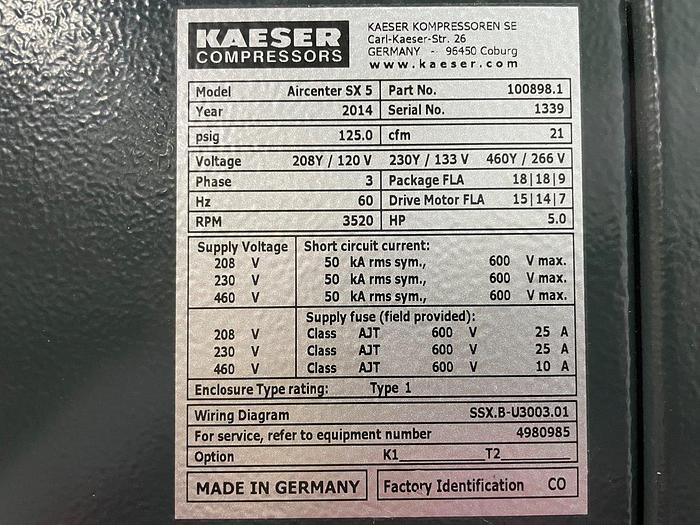 KAESER
COMPRESSORS
KAESER KOMPRESSOREN SE
Carl-Kaeser-Str. 26
GERMANY - 96450 Coburg
www.kaeser.com
Model Aircenter SX 5 Part No. 100898.1
Year 2014 Serial No. 1339
psig 125.0 cfm 21
Voltage 208Y / 120 V 230Y / 133 V 460Y / 266 V
Phase 3 Package FLA 18|18|9
Hz 60 Drive Motor FLA 15|14|7
RPM 3520 HP 5.0
Supply Voltage Short circuit current:
208 V 50 kA rms sym., 600 V max.
230 V 50 kA rms sym., 600 V max.
460 V 50 kA rms sym., 600 V max.
Supply fuse (field provided):
208 V Class AJT 600 V 25 A
230 V Class AJT 600 V 25 A
460 V Class AJT 600 V 10 A
Enclosure Type rating: Type 1
Wiring Diagram SSX.B-U3003.01
For service, refer to equipment number 4980985
Option K1________ T2________
MADE IN GERMANY Factory Identification CO